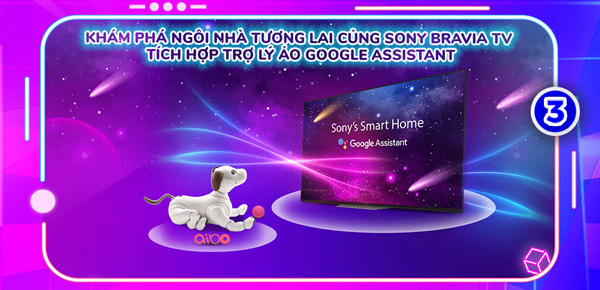 KHÁM PHÁ NGÔI NHÀ TƯƠNG LAI CÙNG SONY BRAVIA TV
TÍCH HỢP TRỢ LÝ ẢO GOOGLE ASSISTANT
3
Sony's Smart Home
Google Assistant
aibo